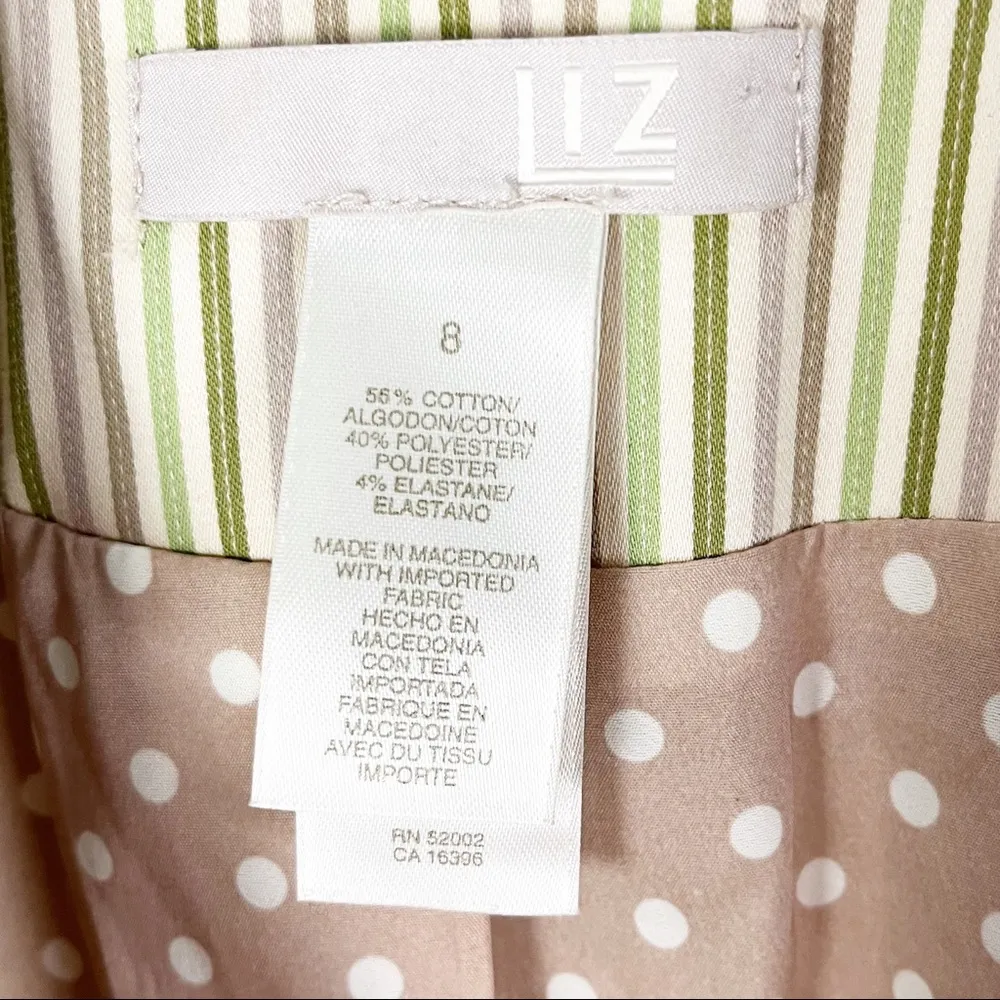 LIZ
8
56% COTTON/
ALGODON/COTON
40% POLYESTER/
POLIESTER
4% ELASTANE/
ELASTANO
MADE IN MACEDONIA
WITH IMPORTED
FABRIC
HECHO EN
MACEDONIA
CON TELA
IMPORTADA
FABRIQUE EN
MACEDOINE
AVEC DU TISSU
IMPORTE
RN 52002
CA 16396